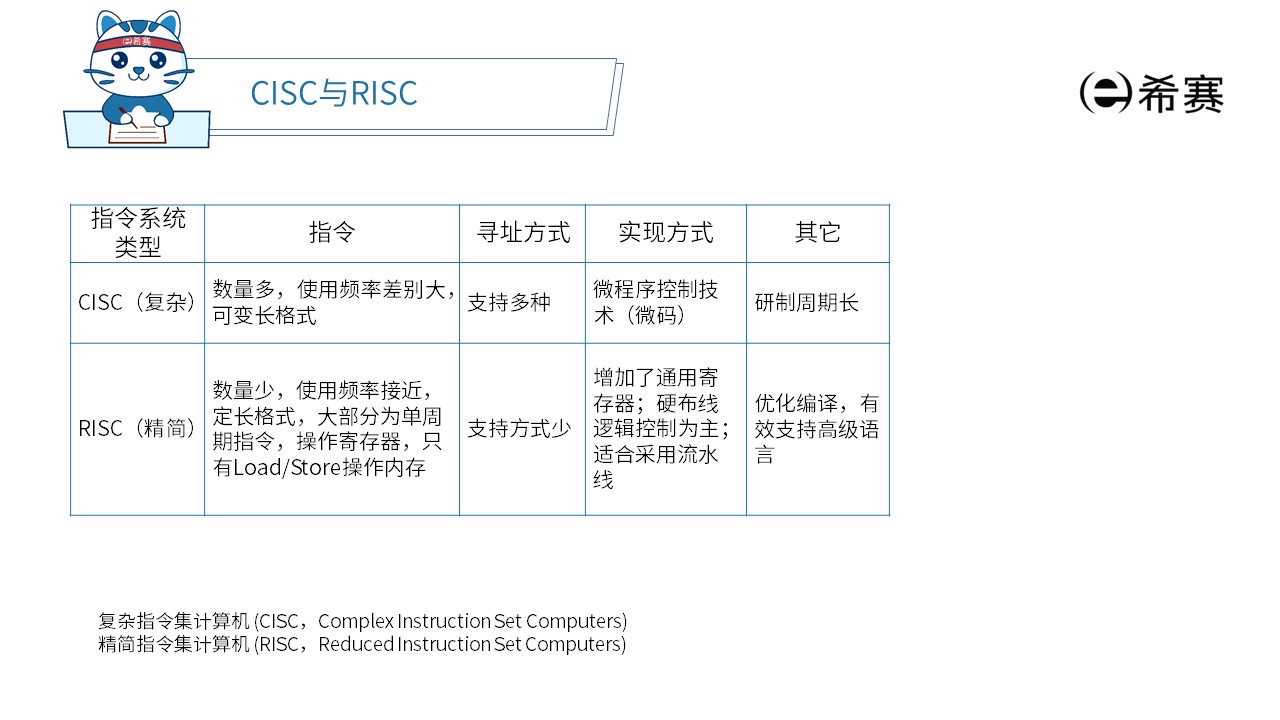 希赛
CISC与RISC
希赛
指令系统
类型
指令
寻址方式
实现方式
其它
CISC（复杂）
数量多，使用频率差别大，
可变长格式
支持多种
微程序控制技
术（微码）
研制周期长
RISC（精简）
数量少，使用频率接近，
定长格式，大部分为单周
期指令，操作寄存器，只
有Load/Store操作内存
支持方式少
增加了通用寄
存器；硬布线
逻辑控制为主；
适合采用流水
线
优化编译，有
效支持高级语
言
复杂指令集计算机 (CISC，Complex Instruction Set Computers)
精简指令集计算机 (RISC，Reduced Instruction Set Computers)